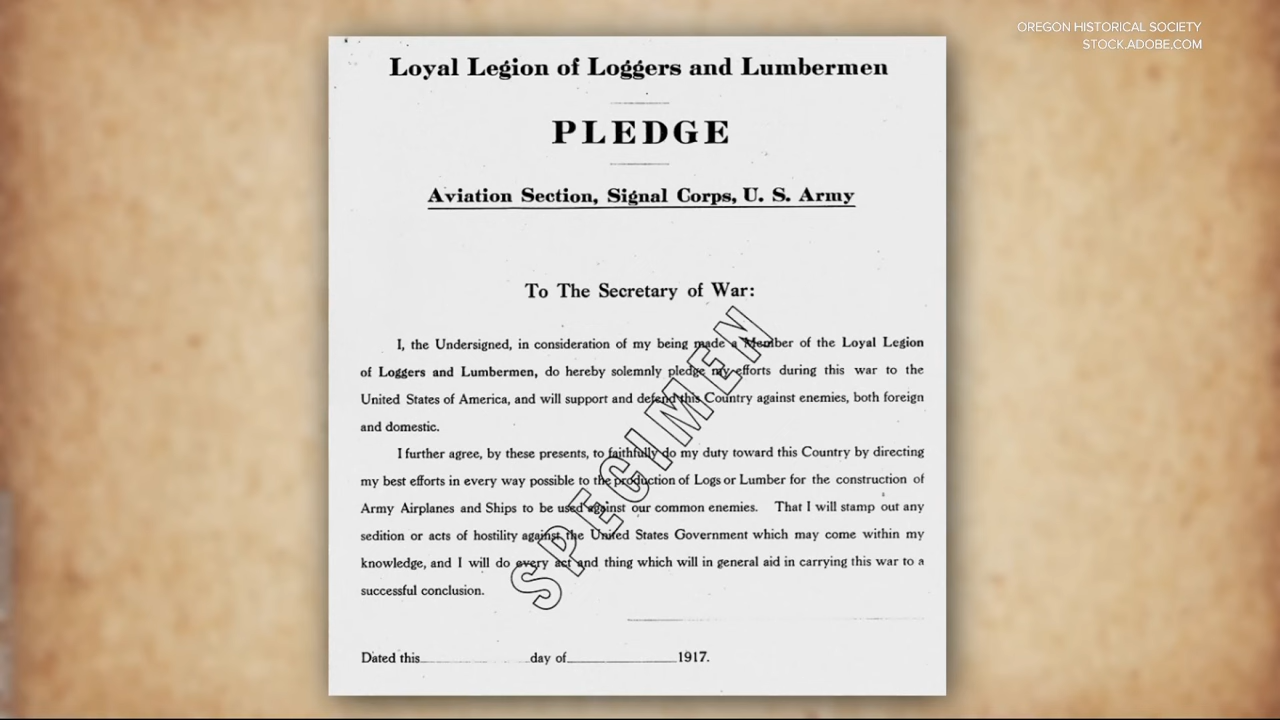 OREGON HISTORICAL SOCIETY
STOCK.ADOBE.COM
Loyal Legion of Loggers and Lumbermen
PLEDGE
Aviation Section, Signal Corps, U. S. Army
To The Secretary of War:
I, the Undersigned, in consideration of my being made a Member of the Loyal Legion
of Loggers and Lumbermen, do hereby solemnly pledge my efforts during this war to the
United States of America, and will support and defend this Country against enemies, both foreign
and domestic.
I further agree, by these presents, to faithfully do my duty toward this Country by directing
my best efforts in every way possible to the production of Logs or Lumber for the construction of
Army Airplanes and Ships to be used against our common enemies. That I will stamp out any
sedition or acts of hostility against the United States Government which may come within my
knowledge, and I will do every act and thing which will in general aid in carrying this war to a
successful conclusion.
SPECIMEN
Dated this day of 1917.